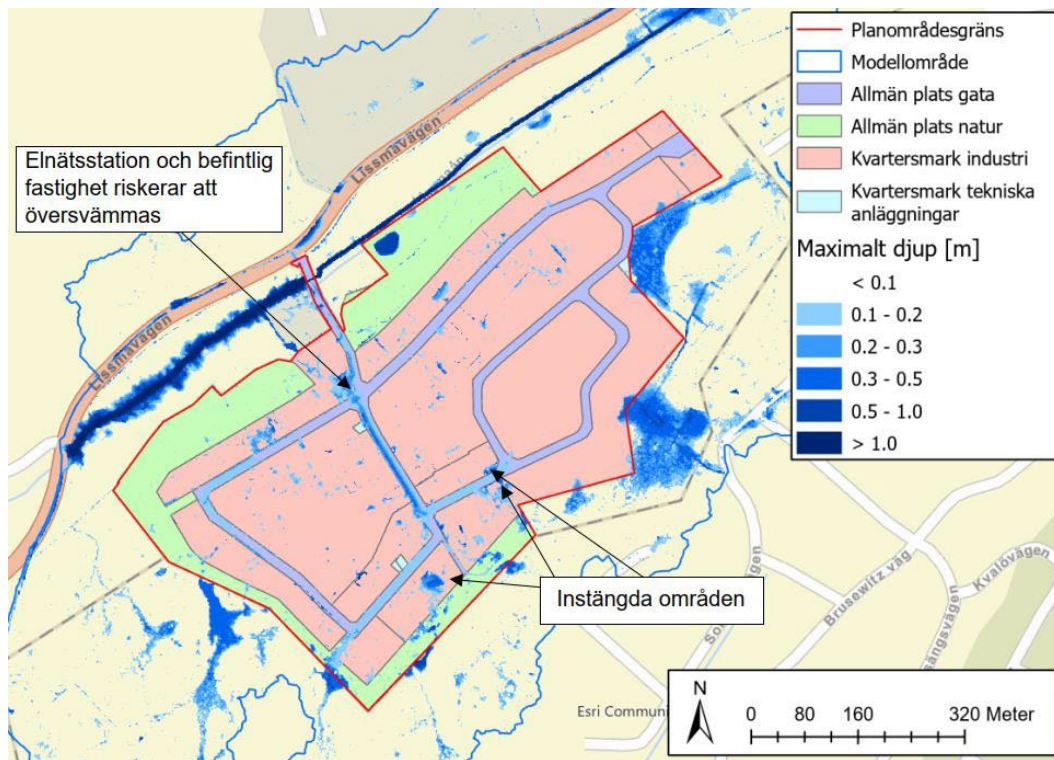 Planområdesgräns
Modellområde
Allmän plats gata
Allmän plats natur
Kvartersmark industri
Kvartersmark tekniska
anläggningar
Maximalt djup [m]
< 0.1
0.1 - 0.2
0.2 - 0.3
0.3 - 0.5
0.5 - 1.0
> 1.0
Elnätsstation och befintlig
fastighet riskerar att
översvämmas
Lissmavägen
Lissmavägen
Instängda områden
Brusewitz väg
Kvalövägen
Esri Communi
N
0 80 160 320 Meter